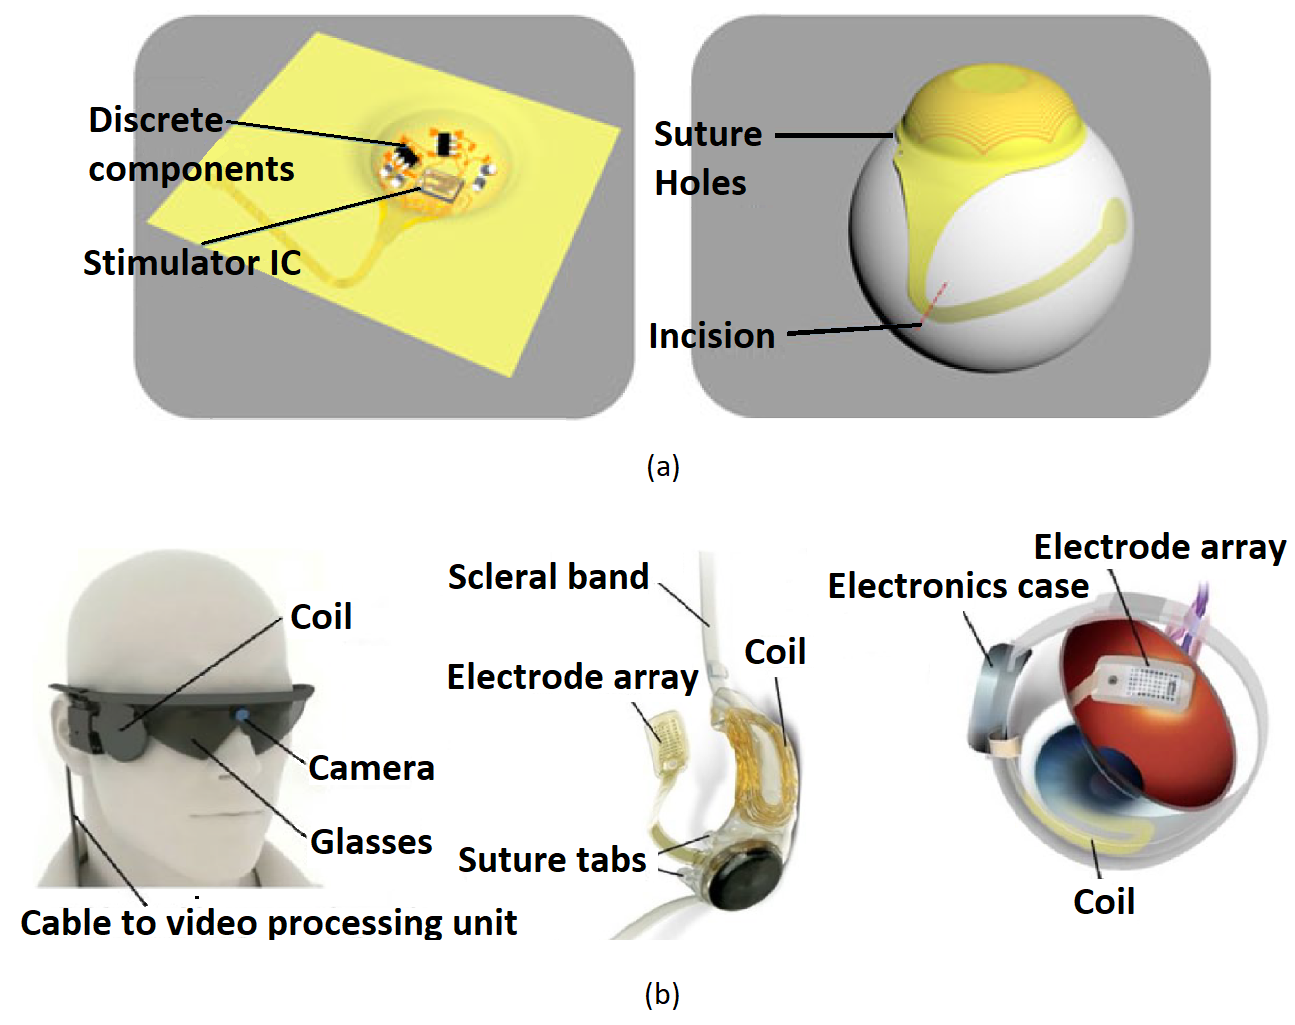 Discrete
components
Stimulator IC
Suture
Holes
Incision
(a)
Coil
Camera
Glasses
Cable to video processing unit
Scleral band
Electrode array
Coil
Suture tabs
Electrode array
Electronics case
Coil
(b)